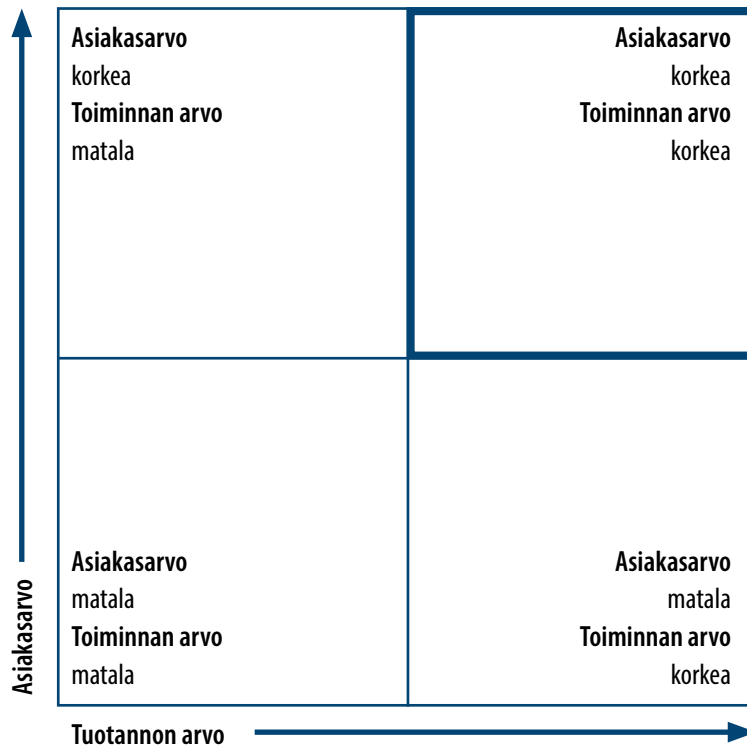 Asiakasarvo
korkea
Toiminnan arvo
matala
Asiakasarvo
korkea
Toiminnan arvo
korkea
Asiakasarvo
matala
Toiminnan arvo
matala
Asiakasarvo
matala
Toiminnan arvo
korkea
Asiakasarvo
Tuotannon arvo